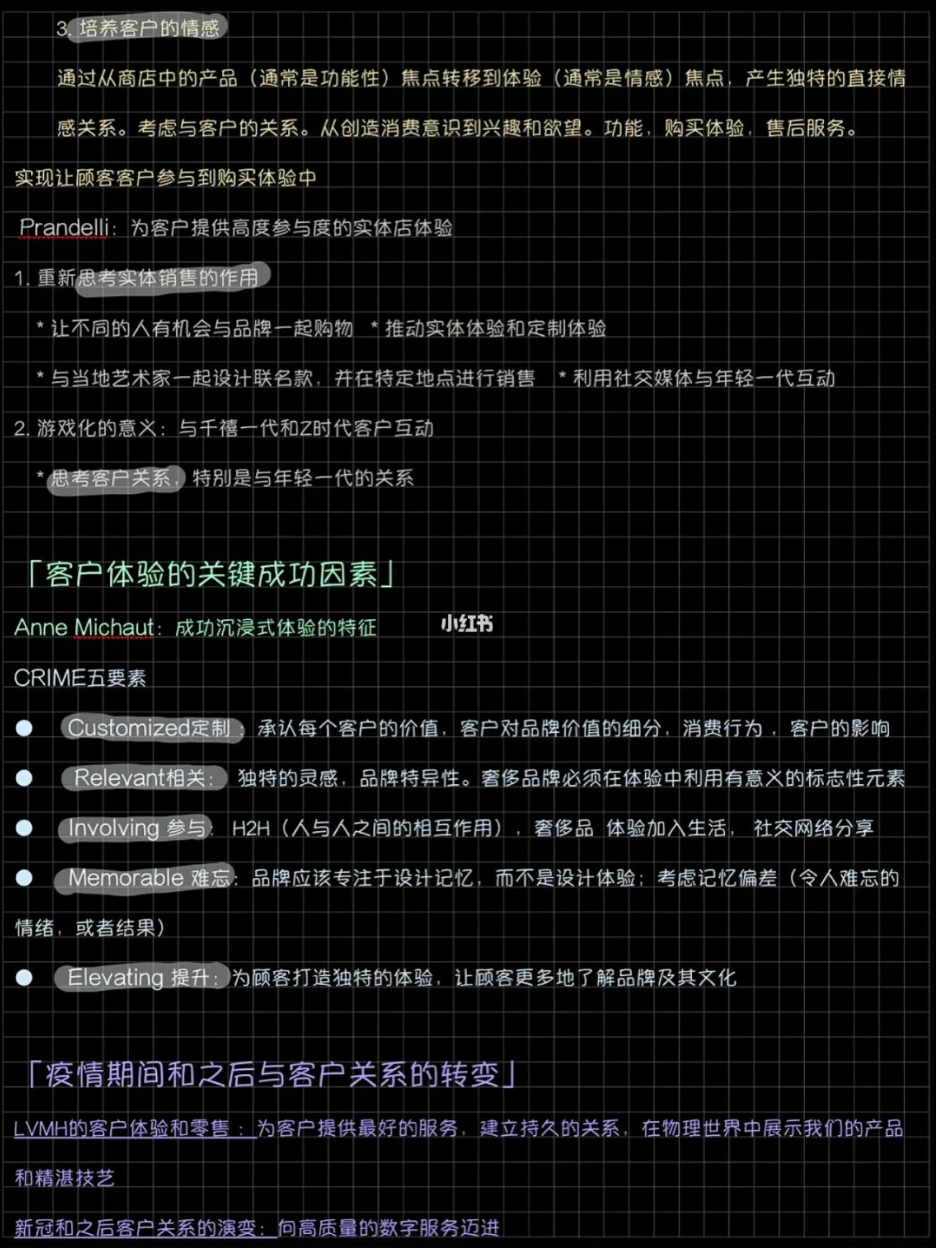 3. 培养客户的情感
通过从商店中的产品（通常是功能性）焦点转移到体验（通常是情感）焦点，产生独特的直接情
感关系。考虑与客户的关系。从创造消费意识到兴趣和欲望。功能，购买体验，售后服务。
实现让顾客客户参与到购买体验中
Prandelli：为客户提供高度参与度的实体店体验
1. 重新思考实体销售的作用
* 让不同的人有机会与品牌一起购物 * 推动实体体验和定制体验
* 与当地艺术家一起设计联名款，并在特定地点进行销售 * 利用社交媒体与年轻一代互动
2. 游戏化的意义：与千禧一代和Z时代客户互动
* 思考客户关系，特别是与年轻一代的关系
「客户体验的关键成功因素」
Anne Michaut：成功沉浸式体验的特征
小红书
CRIME五要素
● Customized定制：承认每个客户的价值，客户对品牌价值的细分，消费行为，客户的影响
● Relevant相关：独特的灵感，品牌特异性。奢侈品牌必须在体验中利用有意义的标志性元素
● Involving 参与：H2H（人与人之间的相互作用），奢侈品 体验加入生活， 社交网络分享
● Memorable 难忘：品牌应该专注于设计记忆，而不是设计体验；考虑记忆偏差（令人难忘的
情绪，或者结果）
● Elevating 提升：为顾客打造独特的体验，让顾客更多地了解品牌及其文化
「疫情期间和之后与客户关系的转变」
LVMH的客户体验和零售：为客户提供最好的服务，建立持久的关系，在物理世界中展示我们的产品
和精湛技艺
新冠和之后客户关系的演变：向高质量的数字服务迈进